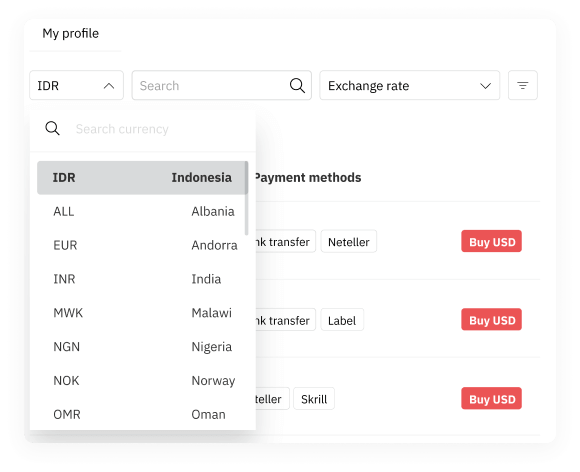 My profile
IDR Search Exchange rate
Search currency
IDR Indonesia Payment methods
ALL Albania
EUR Andorra nk transfer Neteller Buy USD
INR India
MWK Malawi nk transfer Label Buy USD
NGN Nigeria
NOK Norway
teller Skrill Buy USD
OMR Oman